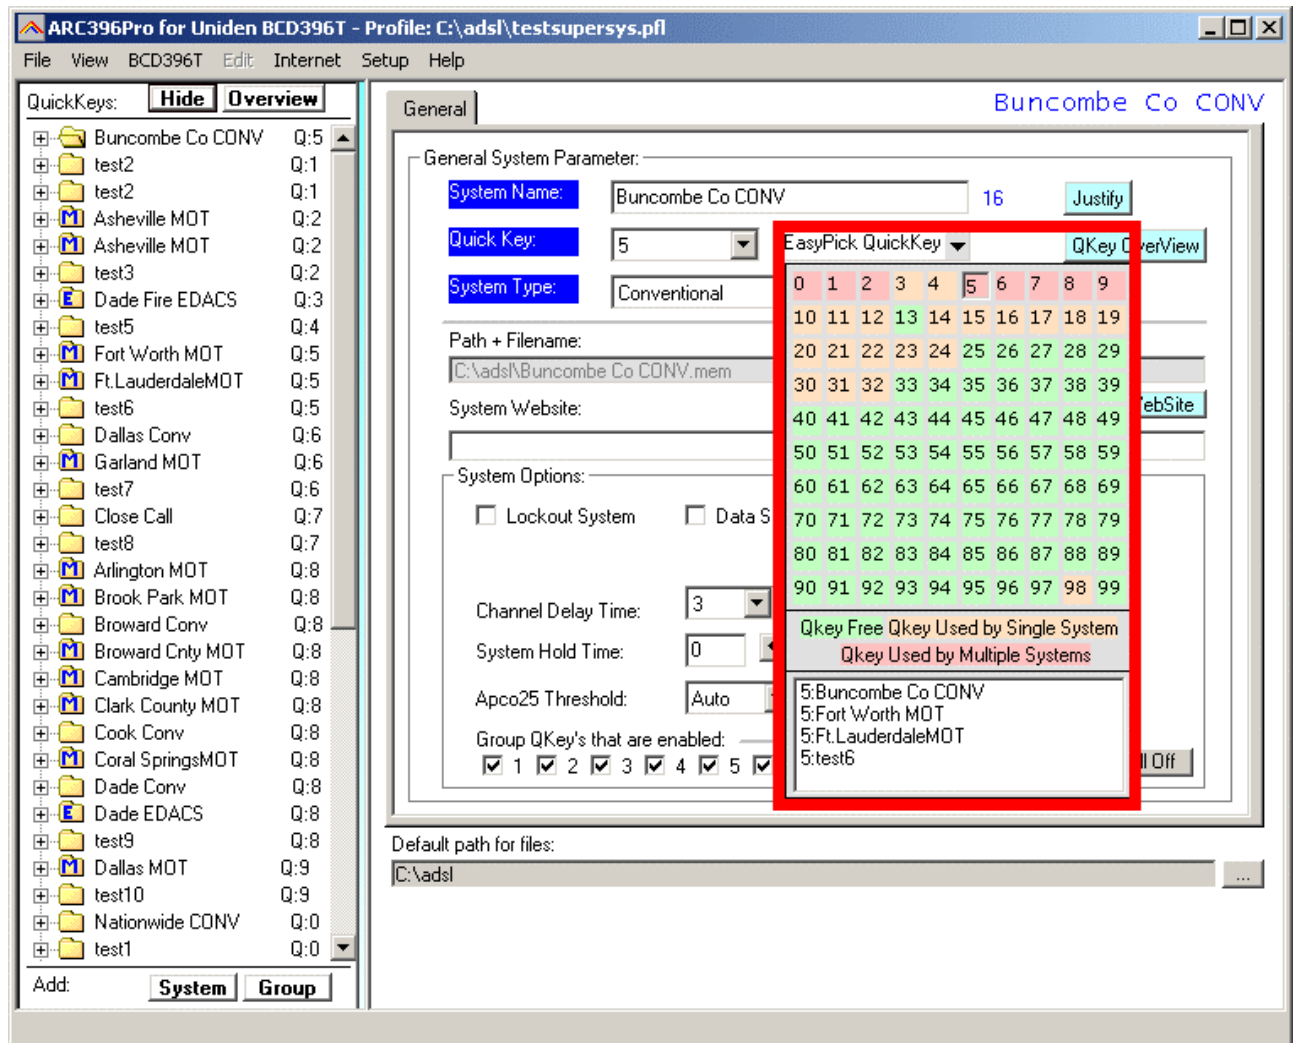 ARC396Pro for Uniden BCD396T - Profile: C:\adsl\testsupersys.pfl
File View BCD396T Edit Internet Setup Help
QuickKeys: Hide Overview
Buncombe Co CONV Q:5
test2 Q:1
test2 Q:1
M Asheville MOT Q:2
M Asheville MOT Q:2
test3 Q:2
E Dade Fire EDACS Q:3
test5 Q:4
M Fort Worth MOT Q:5
M Ft.LauderdaleMOT Q:5
test6 Q:5
Dallas Conv Q:6
M Garland MOT Q:6
test7 Q:6
Close Call Q:7
test8 Q:7
M Arlington MOT Q:8
M Brook Park MOT Q:8
Broward Conv Q:8
M Broward Cnty MOT Q:8
M Cambridge MOT Q:8
M Clark County MOT Q:8
Cook Conv Q:8
M Coral SpringsMOT Q:8
Dade Conv Q:8
E Dade EDACS Q:8
test9 Q:8
M Dallas MOT Q:9
test10 Q:9
Nationwide CONV Q:0
test1 Q:0
Add: System Group
General
Buncombe Co CONV
General System Parameter:
System Name: Buncombe Co CONV 16 Justify
Quick Key: 5 EasyPick QuickKey QKey OverView
System Type: Conventional
Path + Filename:
C:\adsl\Buncombe Co CONV.mem
System Website:
ebSite
System Options:
Lockout System Data S
Channel Delay Time: 3
System Hold Time: 0
Apco25 Threshold: Auto
Group QKey's that are enabled:
1 2 3 4 5
ll Off
0 1 2 3 4 5 6 7 8 9
10 11 12 13 14 15 16 17 18 19
20 21 22 23 24 25 26 27 28 29
30 31 32 33 34 35 36 37 38 39
40 41 42 43 44 45 46 47 48 49
50 51 52 53 54 55 56 57 58 59
60 61 62 63 64 65 66 67 68 69
70 71 72 73 74 75 76 77 78 79
80 81 82 83 84 85 86 87 88 89
90 91 92 93 94 95 96 97 98 99
Qkey Free Qkey Used by Single System
Qkey Used by Multiple Systems
5:Buncombe Co CONV
5:Fort Worth MOT
5:Ft.LauderdaleMOT
5:test6
Default path for files:
C:\adsl ...